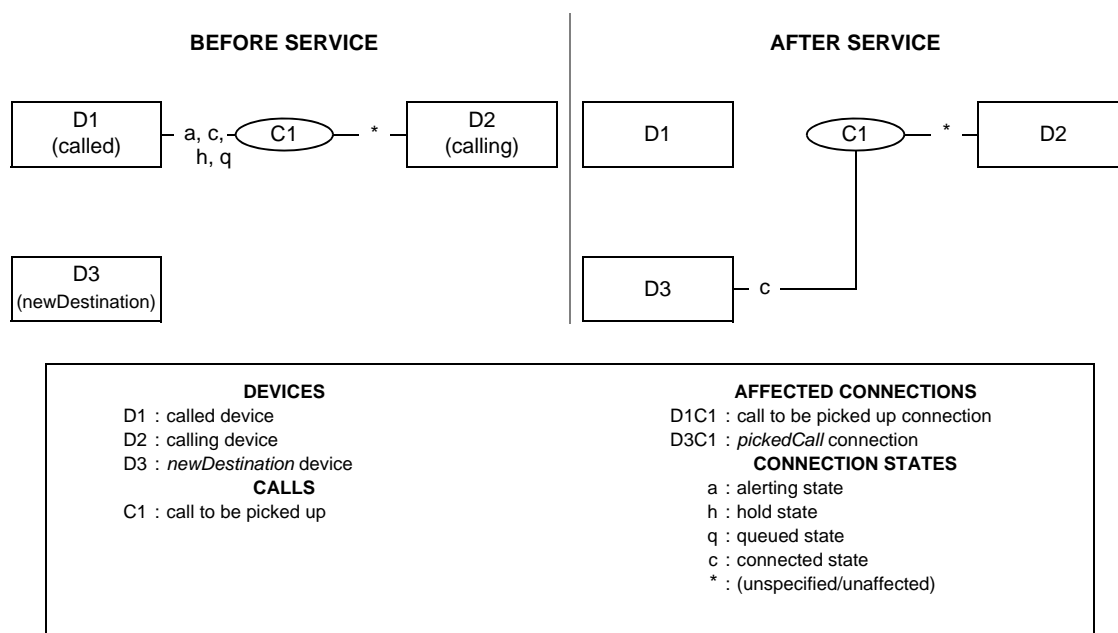 BEFORE SERVICE
D1
(called)
a, c,
h, q
C1
*
D2
(calling)
D3
(newDestination)
AFTER SERVICE
D1
C1
*
D2
D3
c
DEVICES
D1 : called device
D2 : calling device
D3 : newDestination device
CALLS
C1 : call to be picked up
AFFECTED CONNECTIONS
D1C1 : call to be picked up connection
D3C1 : pickedCall connection
CONNECTION STATES
a : alerting state
h : hold state
q : queued state
c : connected state
* : (unspecified/unaffected)